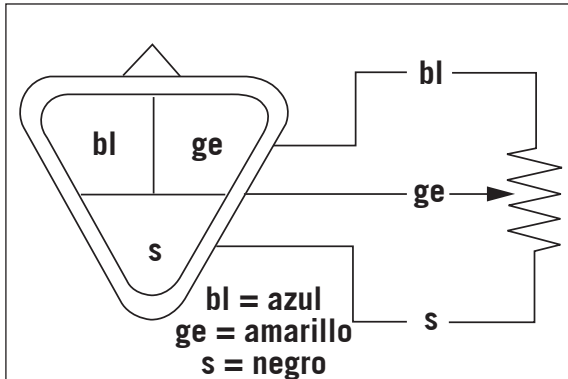 bl
bl
ge
ge
s
s
bl = azul
ge = amarillo
s = negro